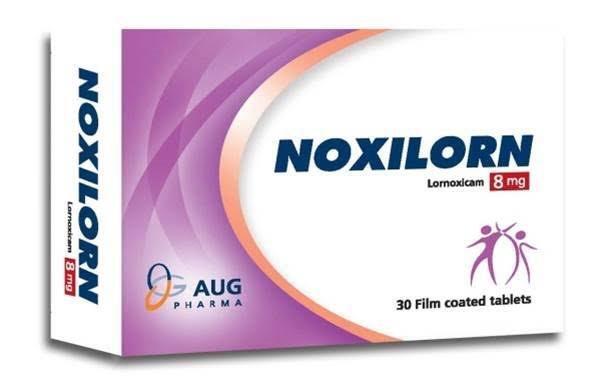 NOXILORN
Lornoxicam 8 mg
NOXILORN
Lornoxicam 8 mg
AUG
PHARMA
30 Film coated tablets